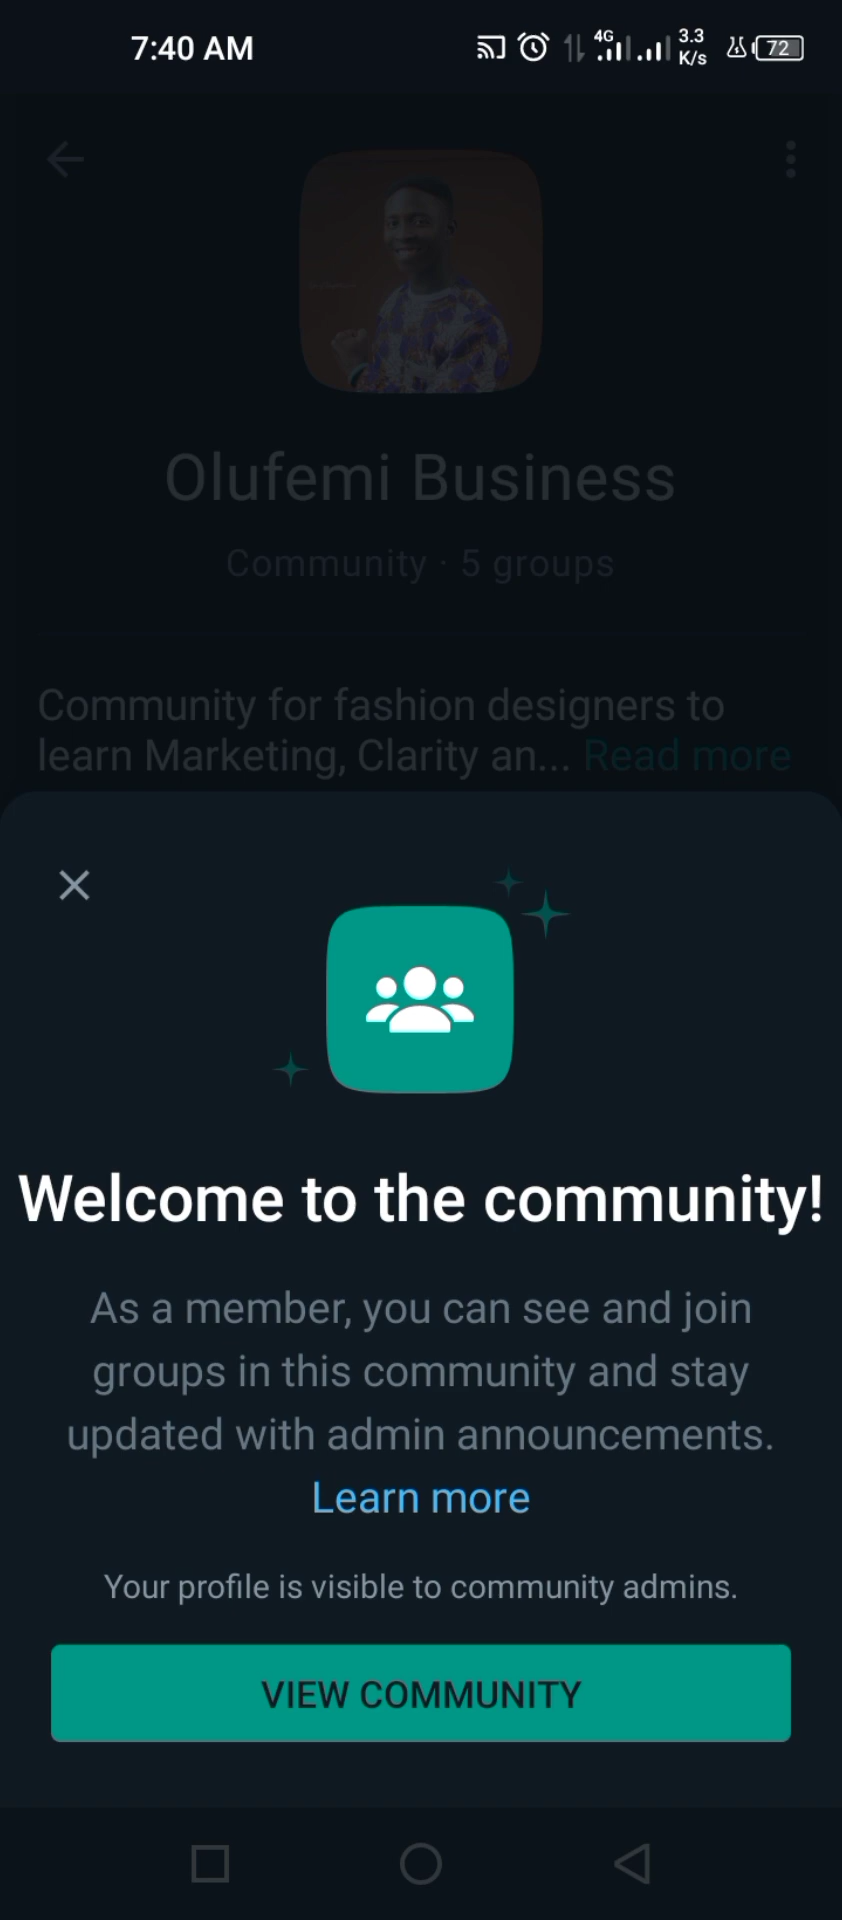 7:40 AM
4G
3.3
K/s
72
Olufemi Business
Community · 5 groups
Community for fashion designers to
learn Marketing, Clarity an... Read more
Welcome to the community!
As a member, you can see and join
groups in this community and stay
updated with admin announcements.
Learn more
Your profile is visible to community admins.
VIEW COMMUNITY